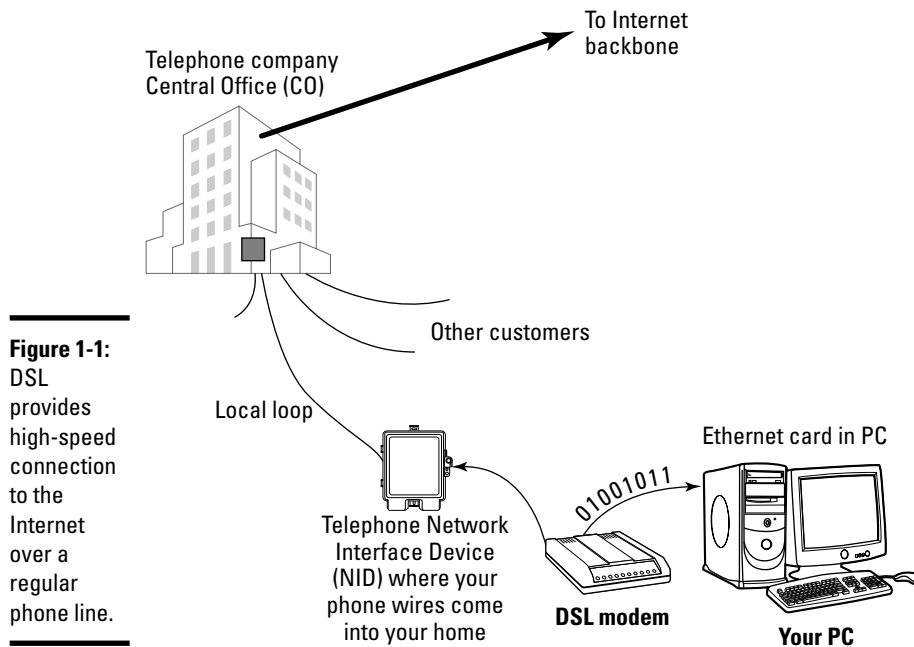 To Internet
backbone
Telephone company
Central Office (CO)
Other customers
Figure 1-1:
DSL
provides
high-speed
connection
to the
Internet
over a
regular
phone line.
Local loop
Ethernet card in PC
01001011
Telephone Network
Interface Device
(NID) where your
phone wires come
into your home
DSL modem
Your PC